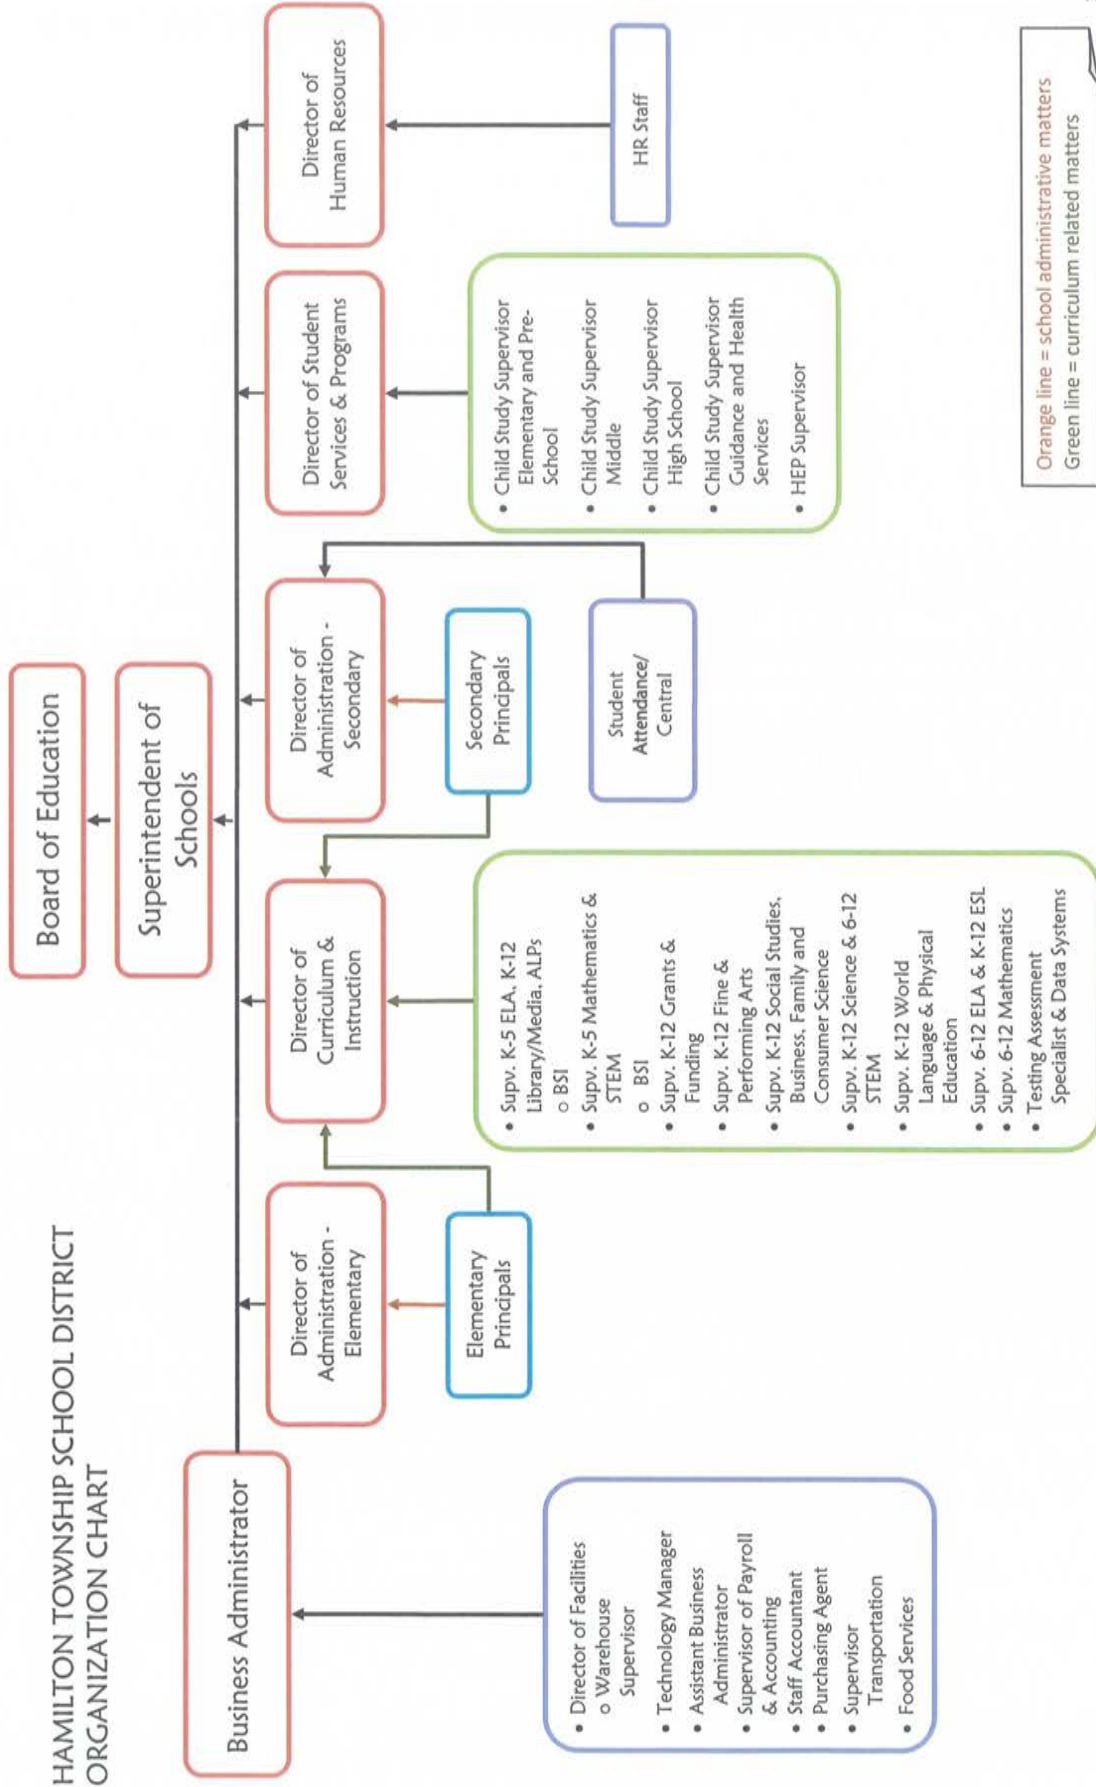 HAMILTON TOWNSHIP SCHOOL DISTRICT
ORGANIZATION CHART
Board of Education
Superintendent of
Schools
Business Administrator
Director of
Administration -
Elementary
Director of
Curriculum &
Instruction
Director of
Administration -
Secondary
Director of Student
Services & Programs
Director of
Human Resources
Elementary
Principals
Secondary
Principals
Student
Attendance/
Central
HR Staff
• Director of Facilities
o Warehouse
Supervisor
• Technology Manager
• Assistant Business
Administrator
• Supervisor of Payroll
& Accounting
• Staff Accountant
• Purchasing Agent
• Supervisor
Transportation
• Food Services
• Supv. K-5 ELA, K-12
Library/Media, ALPs
o BSI
• Supv. K-5 Mathematics &
STEM
o BSI
• Supv. K-12 Grants &
Funding
• Supv. K-12 Fine &
Performing Arts
• Supv. K-12 Social Studies,
Business, Family and
Consumer Science
• Supv. K-12 Science & 6-12
STEM
• Supv. K-12 World
Language & Physical
Education
• Supv. 6-12 ELA & K-12 ESL
• Supv. 6-12 Mathematics
• Testing Assessment
Specialist & Data Systems
• Child Study Supervisor
Elementary and Pre-
School
• Child Study Supervisor
Middle
• Child Study Supervisor
High School
• Child Study Supervisor
Guidance and Health
Services
• HEP Supervisor
Orange line = school administrative matters
Green line = curriculum related matters